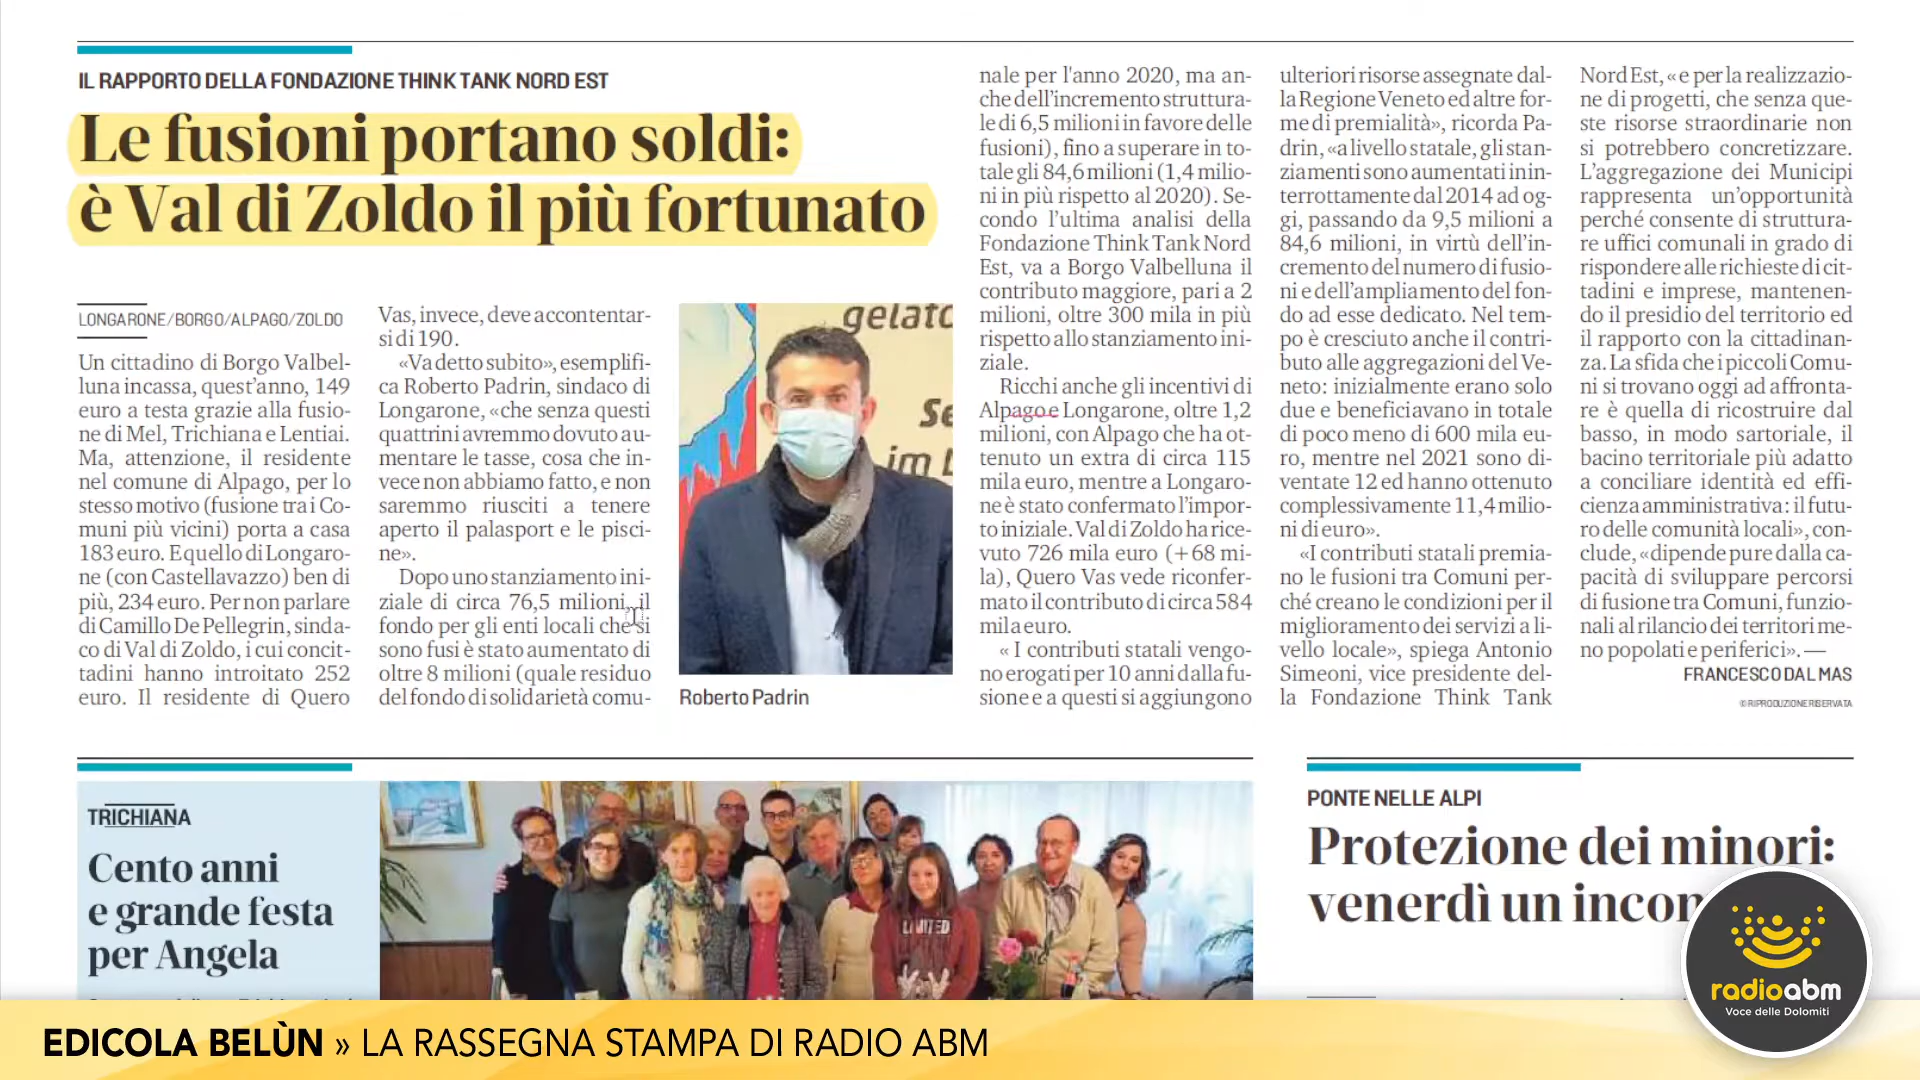 IL RAPPORTO DELLA FONDAZIONE THINK TANK NORD EST
Le fusioni portano soldi:
è Val di Zoldo il più fortunato
LONGARONE/BORGO/ALPAGO/ZOLDO
Un cittadino di Borgo Valbel-
luna incassa, quest'anno, 149
euro a testa grazie alla fusio-
ne di Mel, Trichiana e Lentiai.
Ma, attenzione, il residente
nel comune di Alpago, per lo
stesso motivo (fusione tra i Co-
muni più vicini) porta a casa
183 euro. E quello di Longaro-
ne (con Castellavazzo) ben di
più, 234 euro. Per non parlare
di Camillo De Pellegrin, sinda-
co di Val di Zoldo, i cui concit-
tadini hanno introitato 252
euro. Il residente di Quero
Vas, invece, deve accontentar-
si di 190.
«Va detto subito», esemplifi-
ca Roberto Padrin, sindaco di
Longarone, «che senza questi
quattrini avremmo dovuto au-
mentare le tasse, cosa che in-
vece non abbiamo fatto, e non
saremmo riusciti a tenere
aperto il palasport e le pisci-
ne».
Dopo uno stanziamento ini-
ziale di circa 76,5 milioni, il
fondo per gli enti locali che si
sono fusi è stato aumentato di
oltre 8 milioni (quale residuo
del fondo di solidarietà comu-
gelato
Se
im
Roberto Padrin
nale per l'anno 2020, ma an-
che dell'incremento struttura-
le di 6,5 milioni in favore delle
fusioni), fino a superare in to-
tale gli 84,6 milioni (1,4 milio-
ni in più rispetto al 2020). Se-
condo l'ultima analisi della
Fondazione Think Tank Nord
Est, va a Borgo Valbelluna il
contributo maggiore, pari a 2
milioni, oltre 300 mila in più
rispetto allo stanziamento ini-
ziale.
Ricchi anche gli incentivi di
Alpago e Longarone, oltre 1,2
milioni, con Alpago che ha ot-
tenuto un extra di circa 115
mila euro, mentre a Longaro-
ne è stato confermato l'impor-
to iniziale. Val di Zoldo ha rice-
vuto 726 mila euro (+68 mi-
la), Quero Vas vede riconfer-
mato il contributo di circa 584
mila euro.
« I contributi statali vengo-
no erogati per 10 anni dalla fu-
sione e a questi si aggiungono
ulteriori risorse assegnate dal-
la Regione Veneto ed altre for-
me di premialità», ricorda Pa-
drin, «a livello statale, gli stan-
ziamenti sono aumentati inin-
terrottamente dal 2014 ad og-
gi, passando da 9,5 milioni a
84,6 milioni, in virtù dell'in-
cremento del numero di fusio-
ni e dell'ampliamento del fon-
do ad esse dedicato. Nel tem-
po è cresciuto anche il contri-
buto alle aggregazioni del Ve-
neto: inizialmente erano solo
due e beneficiavano in totale
di poco meno di 600 mila eu-
ro, mentre nel 2021 sono di-
ventate 12 ed hanno ottenuto
complessivamente 11,4 milio-
ni di euro».
«I contributi statali premia-
no le fusioni tra Comuni per-
ché creano le condizioni per il
miglioramento dei servizi a li-
vello locale», spiega Antonio
Simeoni, vice presidente del-
la Fondazione Think Tank
Nord Est, «e per la realizzazio-
ne di progetti, che senza que-
ste risorse straordinarie non
si potrebbero concretizzare.
L'aggregazione dei Municipi
rappresenta un'opportunità
perché consente di struttura-
re uffici comunali in grado di
rispondere alle richieste di cit-
tadini e imprese, mantenen-
do il presidio del territorio ed
il rapporto con la cittadinan-
za. La sfida che i piccoli Comu-
ni si trovano oggi ad affronta-
re è quella di ricostruire dal
basso, in modo sartoriale, il
bacino territoriale più adatto
a conciliare identità ed effi-
cienza amministrativa: il futu-
ro delle comunità locali», con-
clude, «dipende pure dalla ca-
pacità di sviluppare percorsi
di fusione tra Comuni, funzio-
nali al rilancio dei territori me-
no popolati e periferici». —
FRANCESCO DAL MAS
© RIPRODUZIONE RISERVATA
TRICHIANA
Cento anni
e grande festa
per Angela
LIMITED
PONTE NELLE ALPI
Protezione dei minori:
venerdì un incon
radioabm
Voce delle Dolomiti
EDICOLA BELÙN » LA RASSEGNA STAMPA DI RADIO ABM